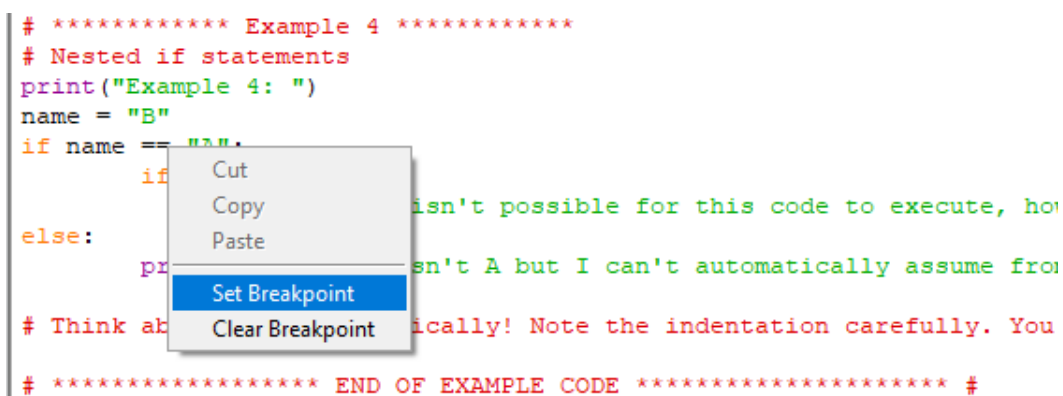 # ************ Example 4 ************
# Nested if statements
print("Example 4: ")
name = "B"
if name == "A":
if
Cut
Copy
isn't possible for this code to execute, how
else:
Paste
pr
sn't A but I can't automatically assume from
Set Breakpoint
# Think ab
Clear Breakpoint
ically! Note the indentation carefully. You
# ****************** END OF EXAMPLE CODE ********************* #